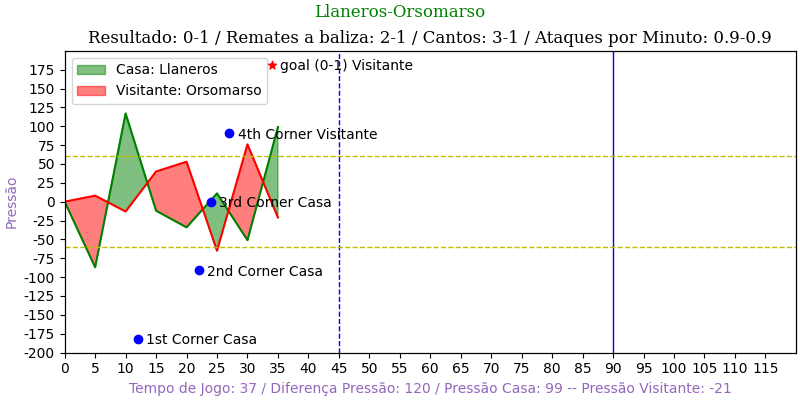 Llaneros-Orsomarso
Resultado: 0-1 / Remates a baliza: 2-1 / Cantos: 3-1 / Ataques por Minuto: 0.9-0.9
Casa: Llaneros
Visitante: Orsomarso
goal (0-1) Visitante
4th Corner Visitante
3rd Corner Casa
2nd Corner Casa
1st Corner Casa
Pressão
175
150
125
100
75
50
25
0
-25
-50
-75
-100
-125
-150
-175
-200
0 5 10 15 20 25 30 35 40 45 50 55 60 65 70 75 80 85 90 95 100 105 110 115
Tempo de Jogo: 37 / Diferença Pressão: 120 / Pressão Casa: 99 -- Pressão Visitante: -21